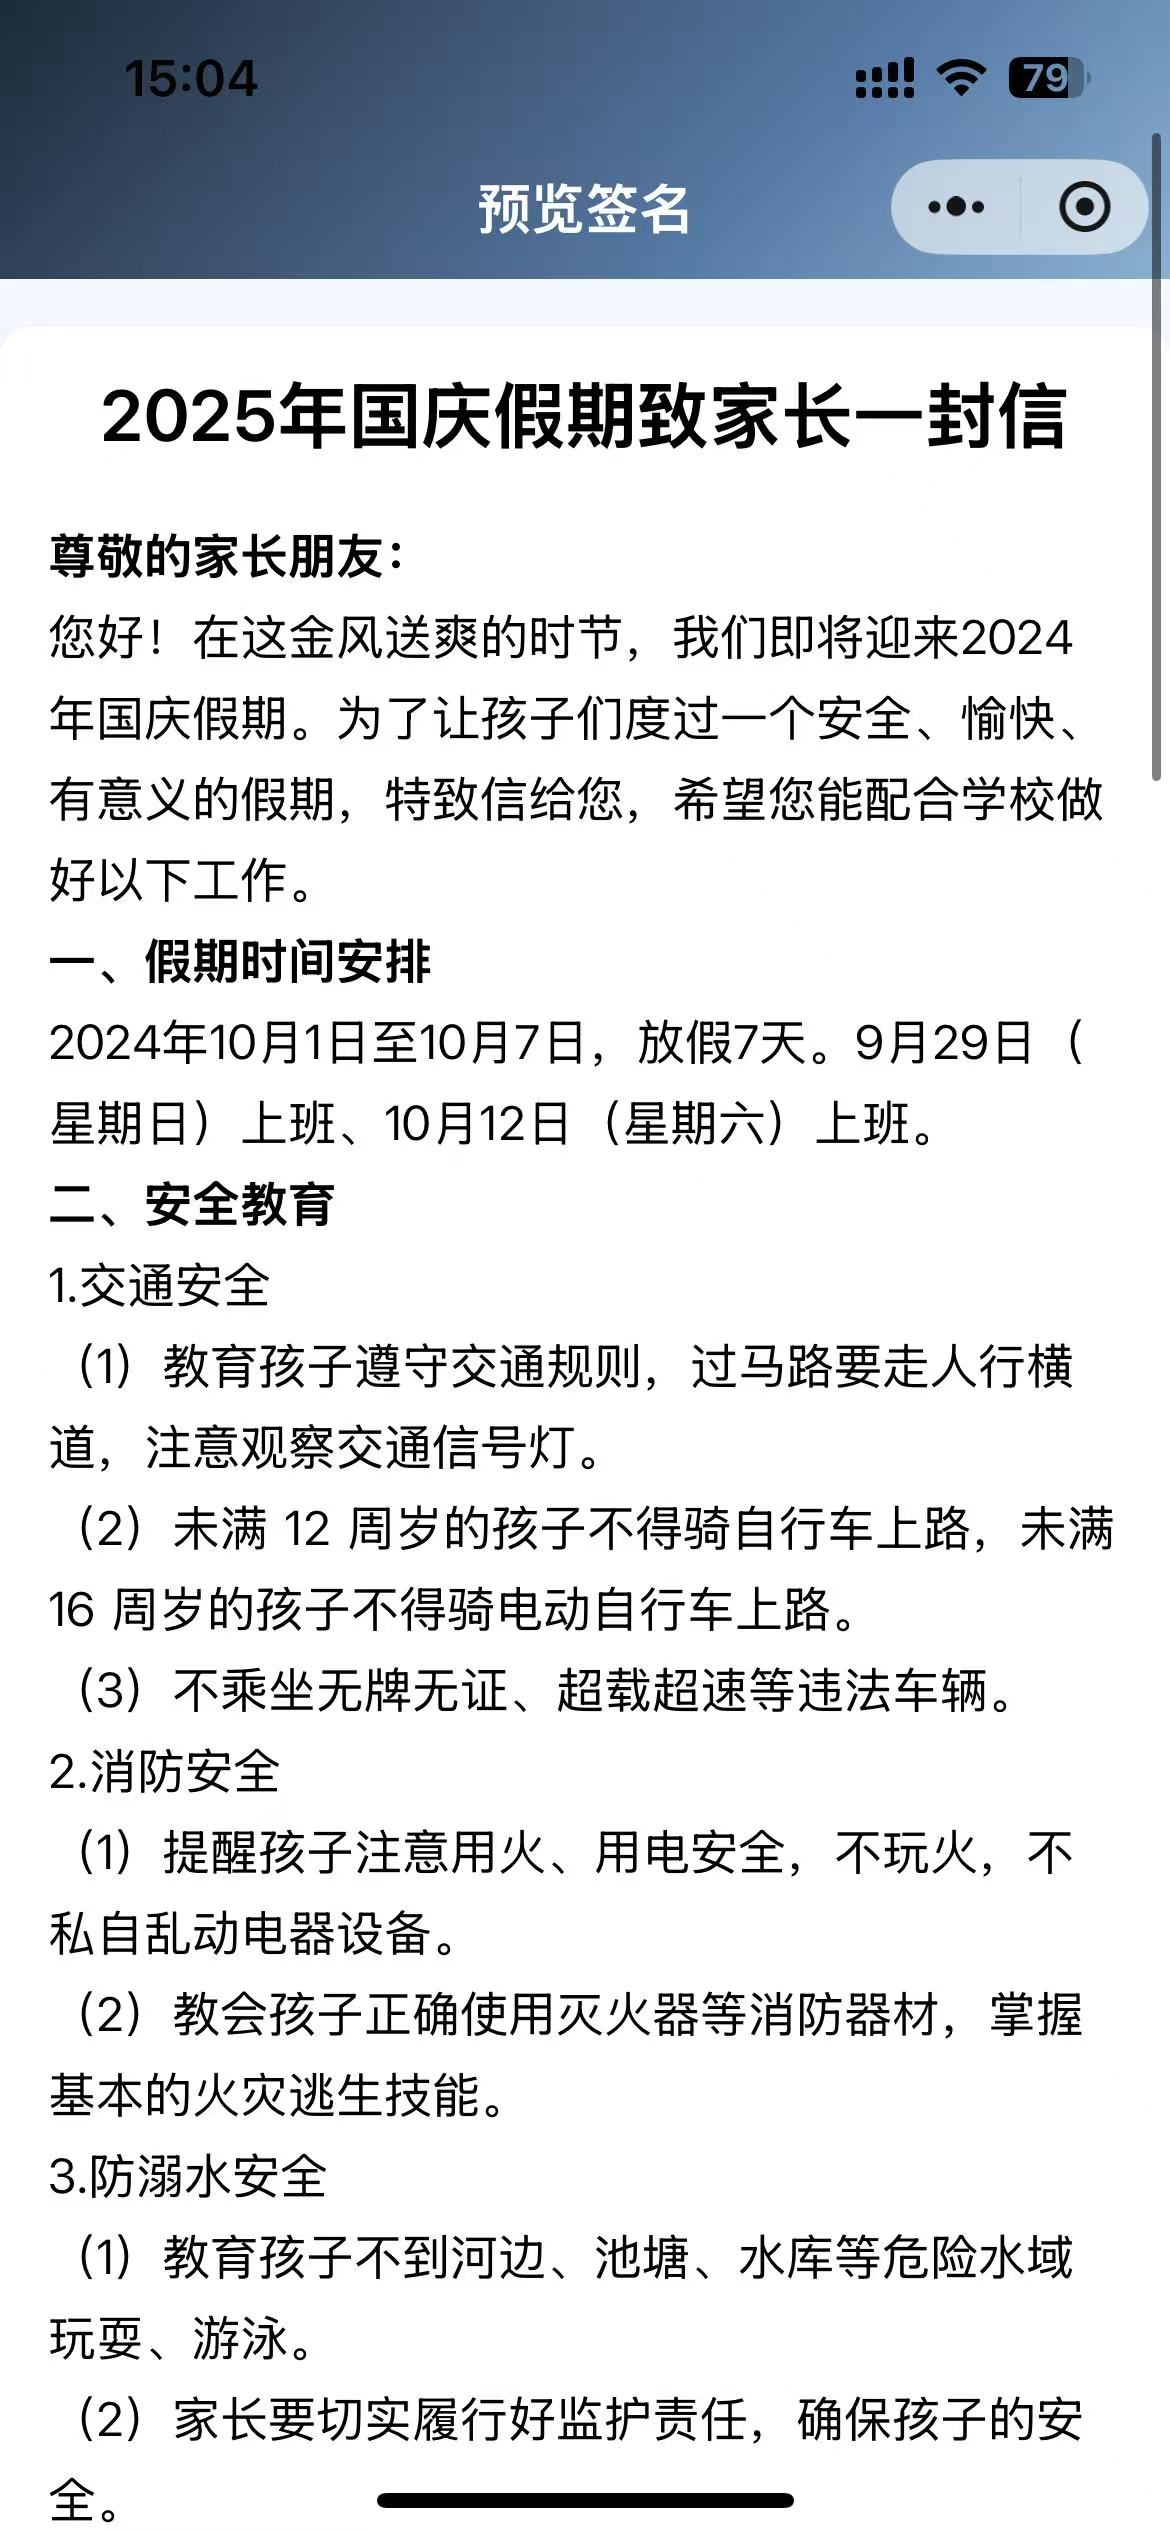 15:04
79
预览签名
2025年国庆假期致家长一封信
尊敬的家长朋友：
您好！在这金风送爽的时节，我们即将迎来2024
年国庆假期。为了让孩子们度过一个安全、愉快、
有意义的假期，特致信给您，希望您能配合学校做
好以下工作。
一、假期时间安排
2024年10月1日至10月7日，放假7天。9月29日（
星期日）上班、10月12日（星期六）上班。
二、安全教育
1.交通安全
（1）教育孩子遵守交通规则，过马路要走人行横
道，注意观察交通信号灯。
（2）未满 12 周岁的孩子不得骑自行车上路，未满
16 周岁的孩子不得骑电动自行车上路。
（3）不乘坐无牌无证、超载超速等违法车辆。
2.消防安全
（1）提醒孩子注意用火、用电安全，不玩火，不
私自乱动电器设备。
（2）教会孩子正确使用灭火器等消防器材，掌握
基本的火灾逃生技能。
3.防溺水安全
（1）教育孩子不到河边、池塘、水库等危险水域
玩耍、游泳。
（2）家长要切实履行好监护责任，确保孩子的安
全。